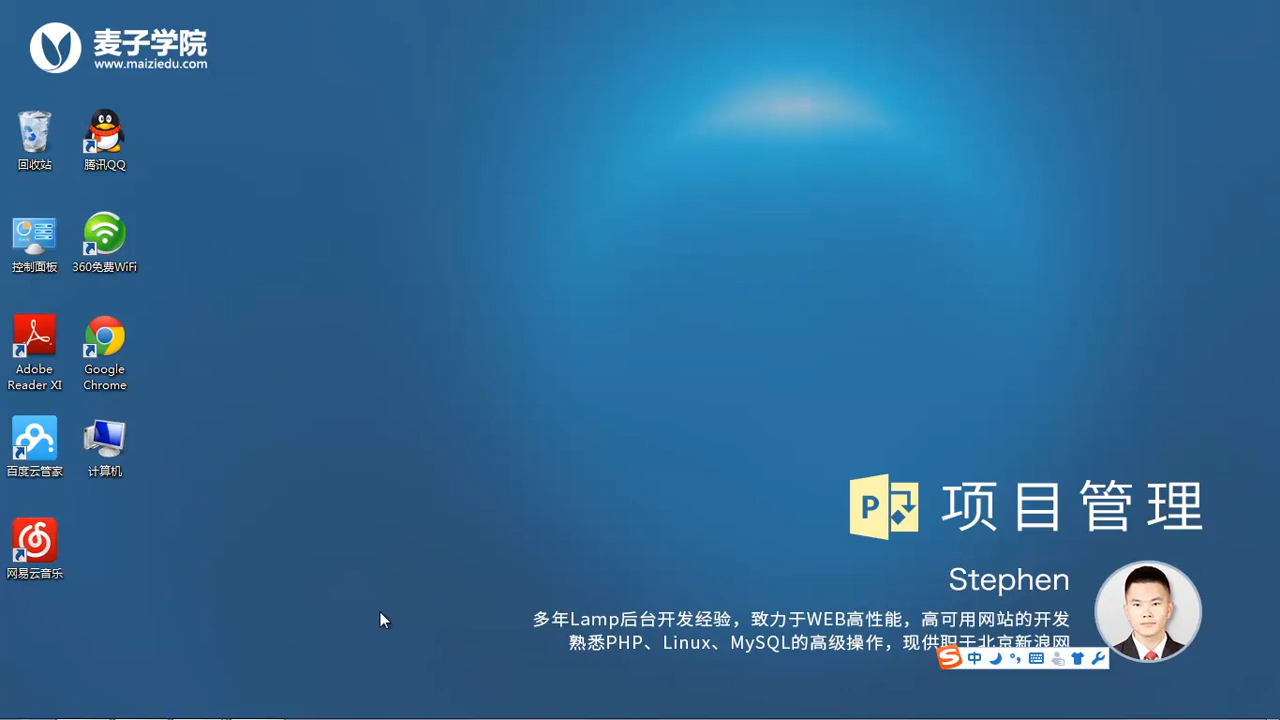 麦子学院
www.maiziedu.com
回收站
腾讯QQ
控制面板
360免费WiFi
Adobe
Reader XI
Google
Chrome
百度云管家
计算机
网易云音乐
P
项目管理
Stephen
多年Lamp后台开发经验，致力于WEB高性能，高可用网站的开发
熟悉PHP、Linux、MySQL的高级操作，现供职于北京新浪网
S 中